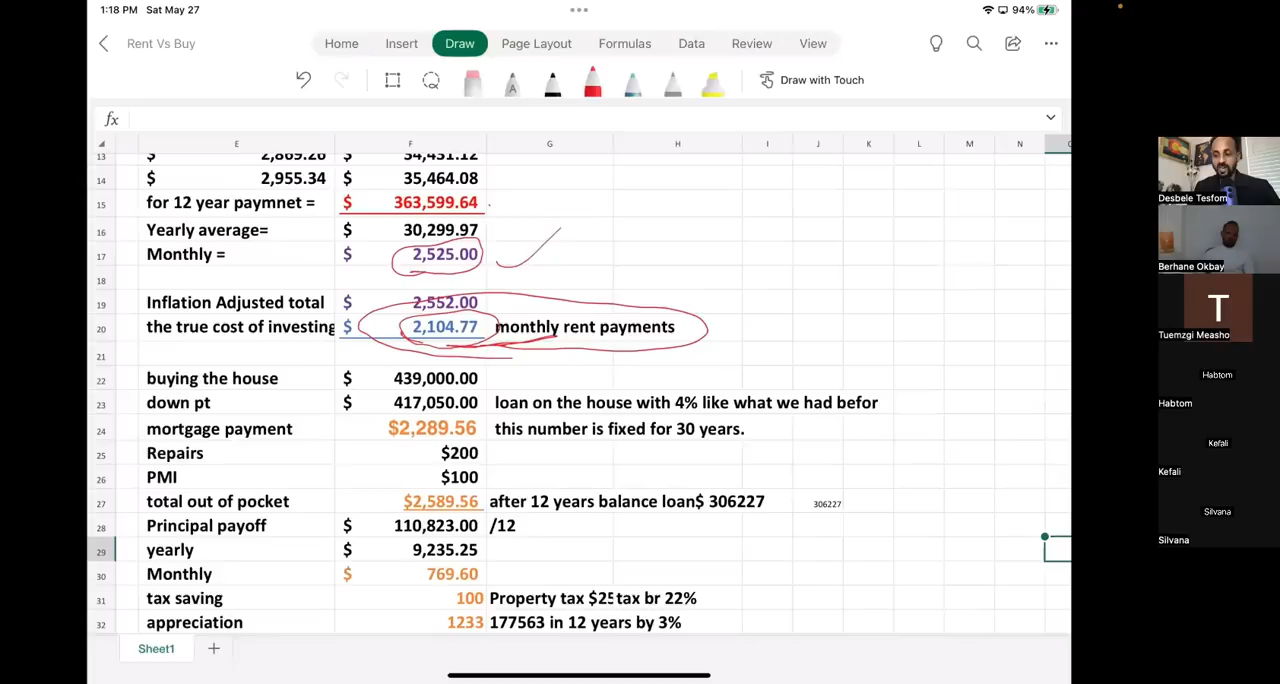 1:18 PM Sat May 27
94%
Rent Vs Buy
Home Insert Draw Page Layout Formulas Data Review View
A Draw with Touch
fx
E F G H I J K L M N
13 $ 2,869.26 $ 34,431.12
14 $ 2,955.34 $ 35,464.08
15 for 12 year paymnet = $ 363,599.64
16 Yearly average= $ 30,299.97
17 Monthly = $ 2,525.00
18
19 Inflation Adjusted total $ 2,552.00
20 the true cost of investing $ 2,104.77 monthly rent payments
21
22 buying the house $ 439,000.00
23 down pt $ 417,050.00 loan on the house with 4% like what we had befor
24 mortgage payment $2,289.56 this number is fixed for 30 years.
25 Repairs $200
26 PMI $100
27 total out of pocket $2,589.56 after 12 years balance loan$ 306227 306227
28 Principal payoff $ 110,823.00 /12
29 yearly $ 9,235.25
30 Monthly $ 769.60
31 tax saving 100 Property tax $25 tax br 22%
32 appreciation 1233 177563 in 12 years by 3%
Sheet1
Desbele Tesfom
Berhane Okbay
T
Tuemzgi Measho
Habtom
Habtom
Kefali
Kefali
Silvana
Silvana